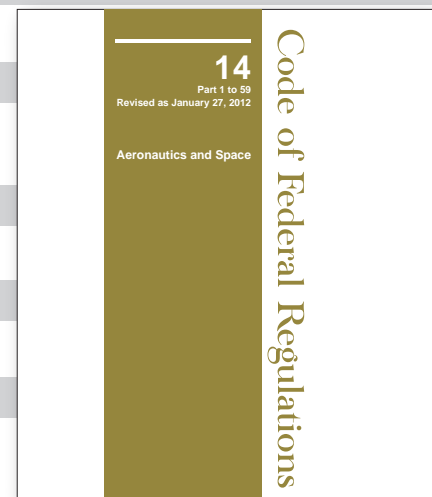 14
Part 1 to 59
Revised as January 27, 2012
Aeronautics and Space
Code of Federal Regulations